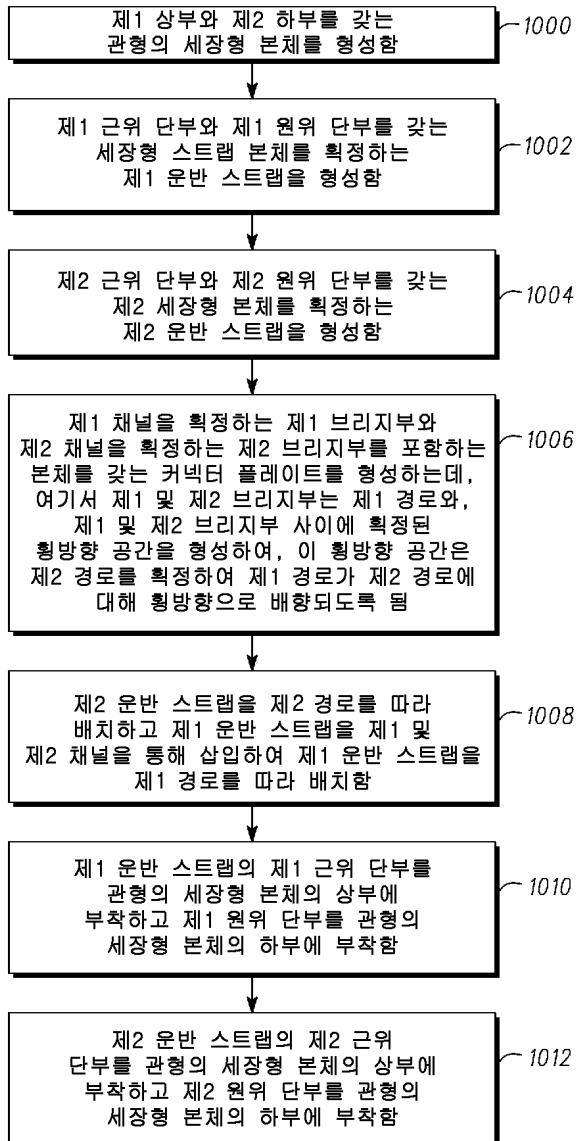 제1 상부와 제2 하부를 갖는
관형의 세장형 본체를 형성함
1000
제1 근위 단부와 제1 원위 단부를 갖는
세장형 스트랩 본체를 획정하는
제1 운반 스트랩을 형성함
1002
제2 근위 단부와 제2 원위 단부를 갖는
제2 세장형 본체를 획정하는
제2 운반 스트랩을 형성함
1004
제1 채널을 획정하는 제1 브리지부와
제2 채널을 획정하는 제2 브리지부를 포함하는
본체를 갖는 커넥터 플레이트를 형성하는데,
여기서 제1 및 제2 브리지부는 제1 경로와,
제1 및 제2 브리지부 사이에 획정된
횡방향 공간을 형성하여, 이 횡방향 공간은
제2 경로를 획정하여 제1 경로가 제2 경로에
대해 횡방향으로 배향되도록 됨
1006
제2 운반 스트랩을 제2 경로를 따라
배치하고 제1 운반 스트랩을 제1 및
제2 채널을 통해 삽입하여 제1 운반 스트랩을
제1 경로를 따라 배치함
1008
제1 운반 스트랩의 제1 근위 단부를
관형의 세장형 본체의 상부에
부착하고 제1 원위 단부를 관형의
세장형 본체의 하부에 부착함
1010
제2 운반 스트랩의 제2 근위
단부를 관형의 세장형 본체의 상부에
부착하고 제2 원위 단부를 관형의
세장형 본체의 하부에 부착함
1012